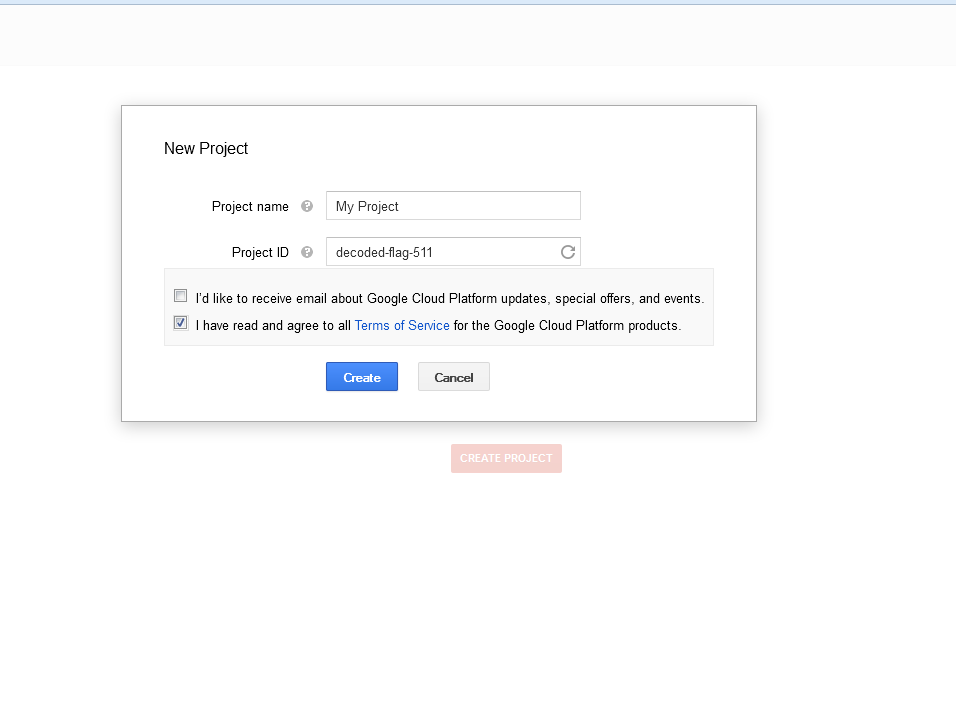 New Project
Project name ? My Project
Project ID ? decoded-flag-511
I'd like to receive email about Google Cloud Platform updates, special offers, and events.
I have read and agree to all Terms of Service for the Google Cloud Platform products.
Create Cancel
CREATE PROJECT